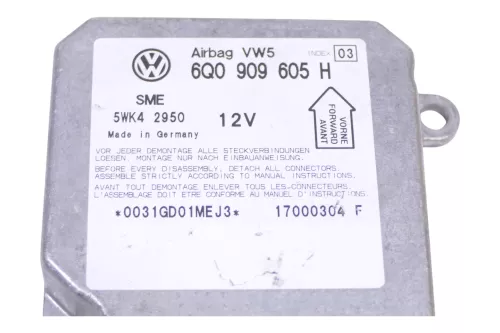 VW
Airbag VW5
INDEX 03
6Q0 909 605 H
SME
5WK4 2950
12V
Made in Germany
VORNE
FORWARD
AVANT
VOR JEDER DEMONTAGE ALLE STECKVERBINDUNGEN
LOESEN. MONTAGE NUR NACH EINBAUANWEISUNG.
BEFORE EVERY DISASSEMBLY, DETACH ALL CONNECTORS.
ASSEMBLE STRICTLY ACCORDING TO MANUAL INSTRUCTIONS.
AVANT TOUT DEMONTAGE ENLEVER TOUS LES CONNECTEURS.
L'ASSEMBLAGE DOIT ETRE CONFORME AU MANUEL D'INSTRUCTIONS.
*0031GD01MEJ3* 17000304 F